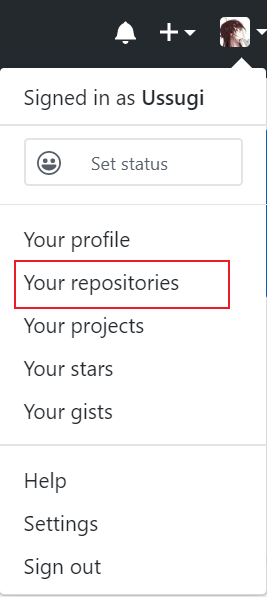 Signed in as Ussugi
Set status
Your profile
Your repositories
Your projects
Your stars
Your gists
Help
Settings
Sign out